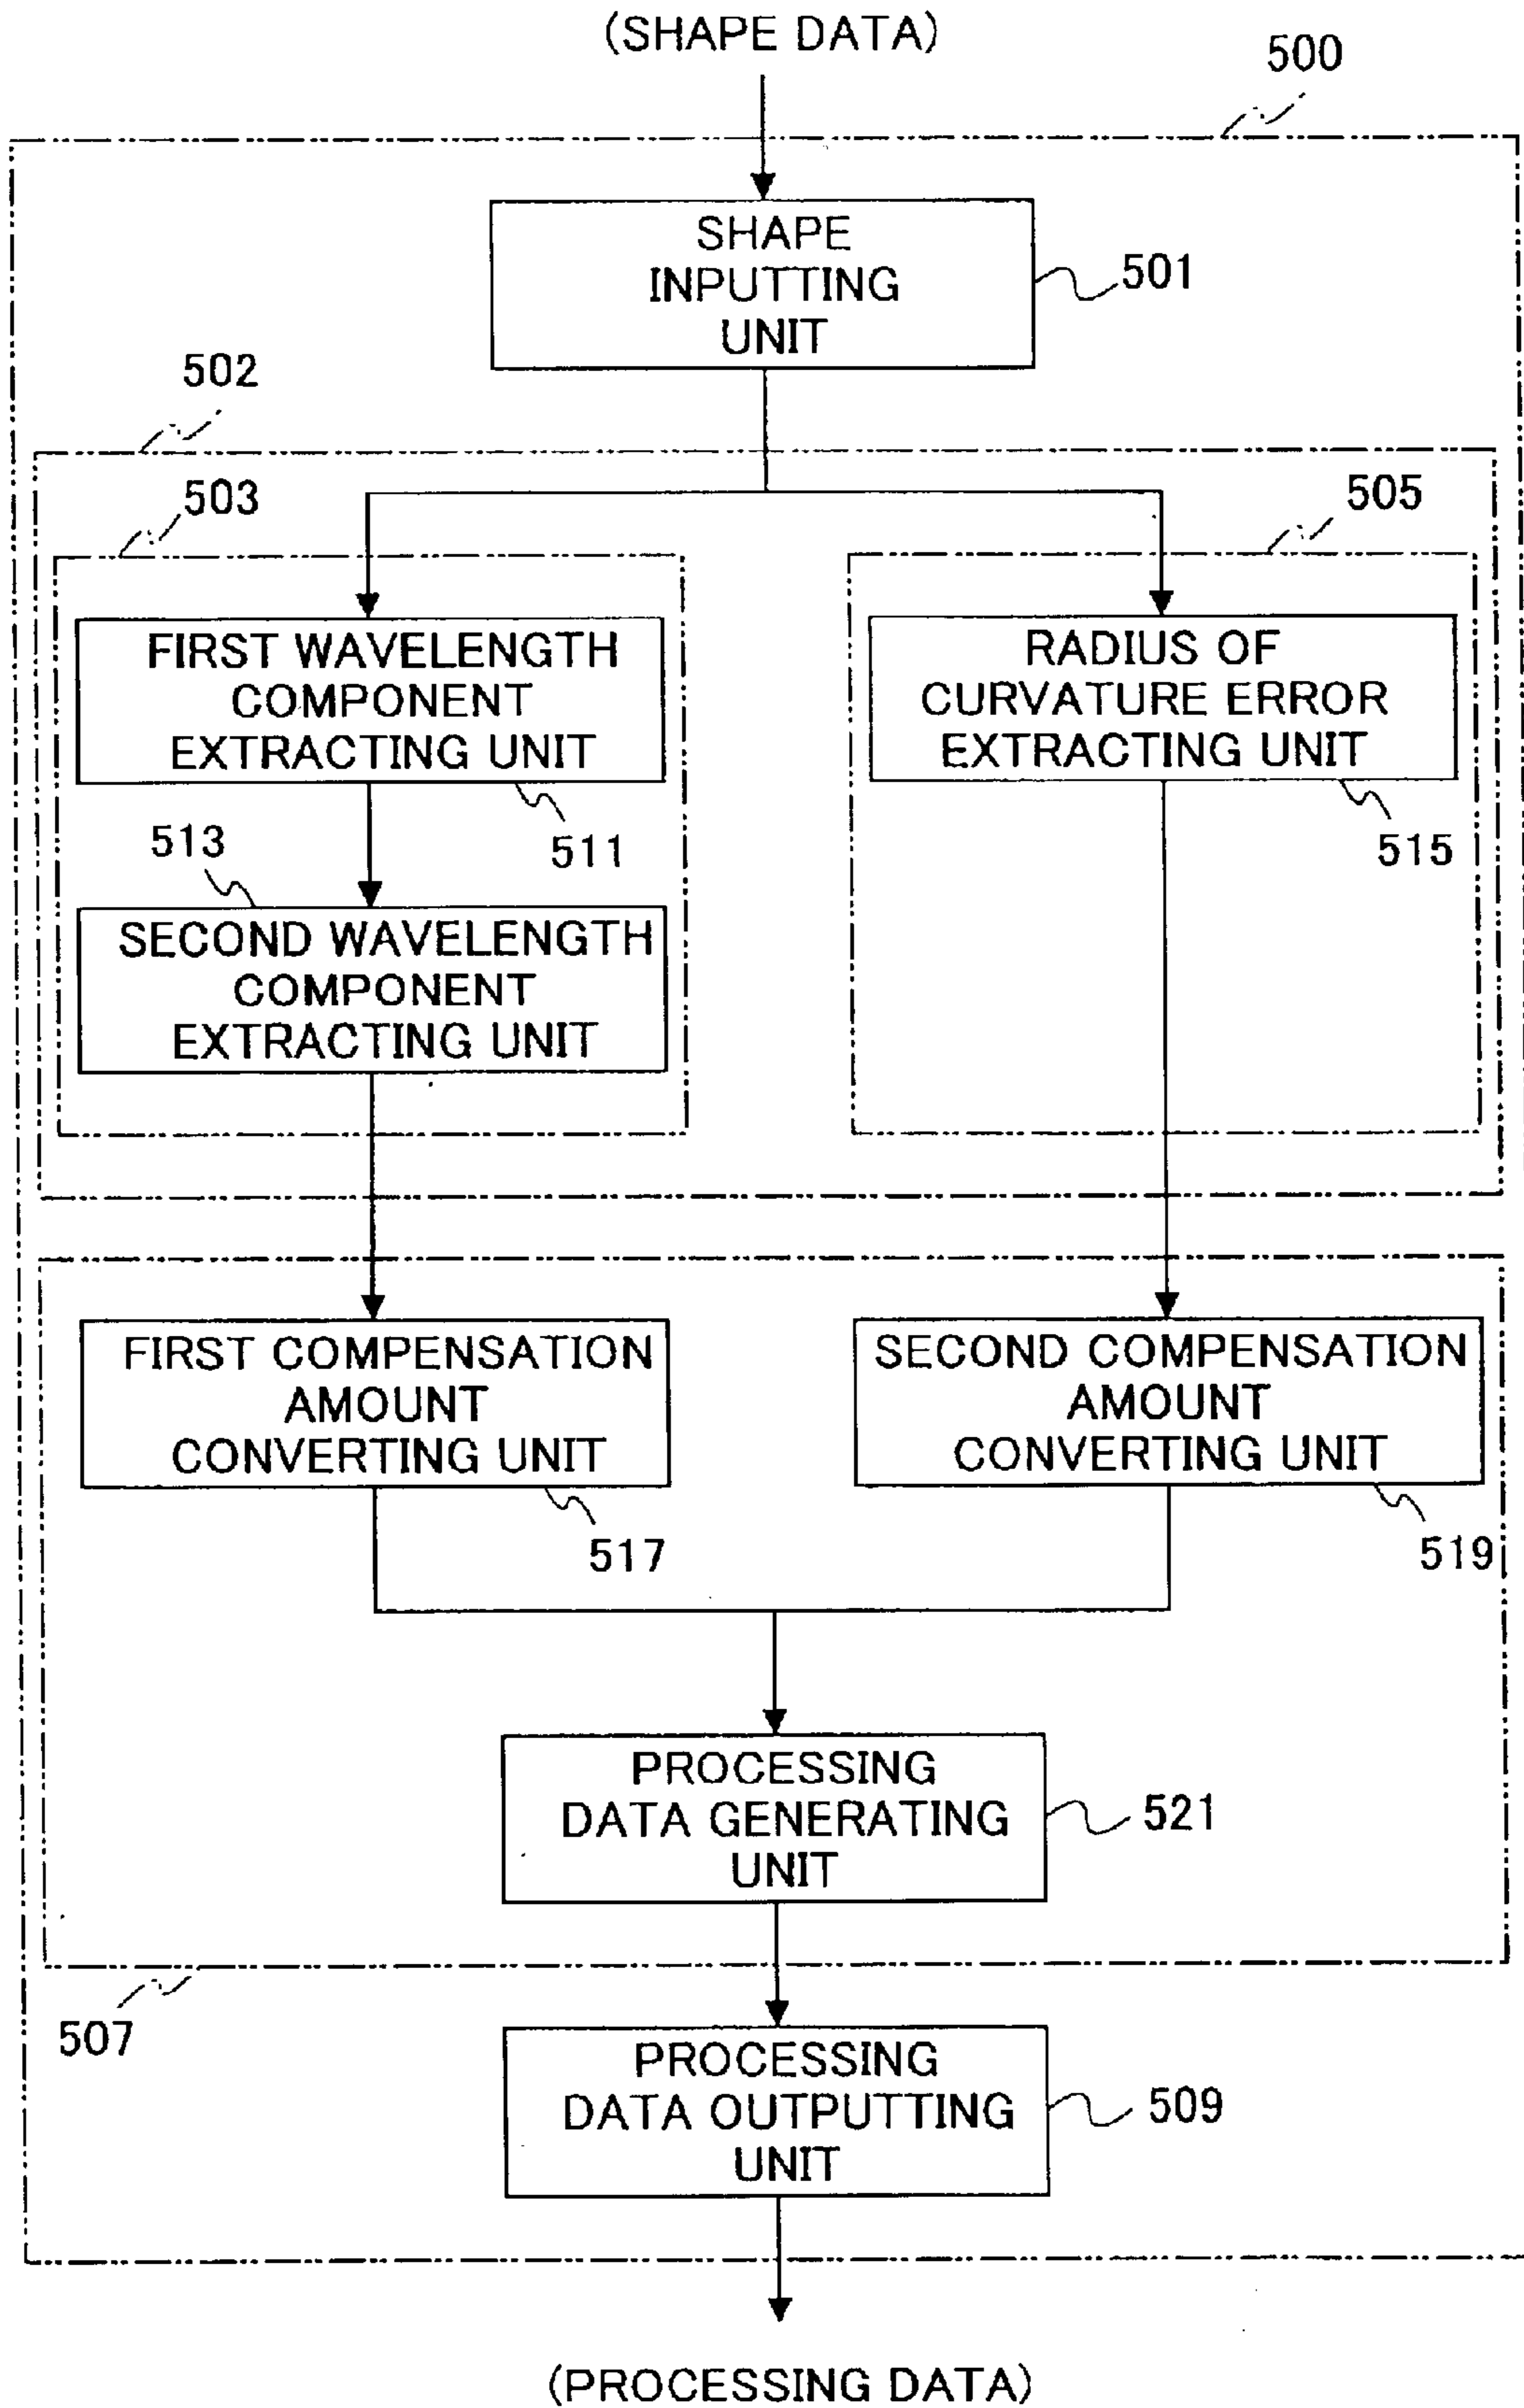 (SHAPE DATA)
500
SHAPE
INPUTTING
UNIT
501
502
503
505
FIRST WAVELENGTH
COMPONENT
EXTRACTING UNIT
511
RADIUS OF
CURVATURE ERROR
EXTRACTING UNIT
515
513
SECOND WAVELENGTH
COMPONENT
EXTRACTING UNIT
FIRST COMPENSATION
AMOUNT
CONVERTING UNIT
517
SECOND COMPENSATION
AMOUNT
CONVERTING UNIT
519
PROCESSING
DATA GENERATING
UNIT
521
507
PROCESSING
DATA OUTPUTTING
UNIT
509
(PROCESSING DATA)